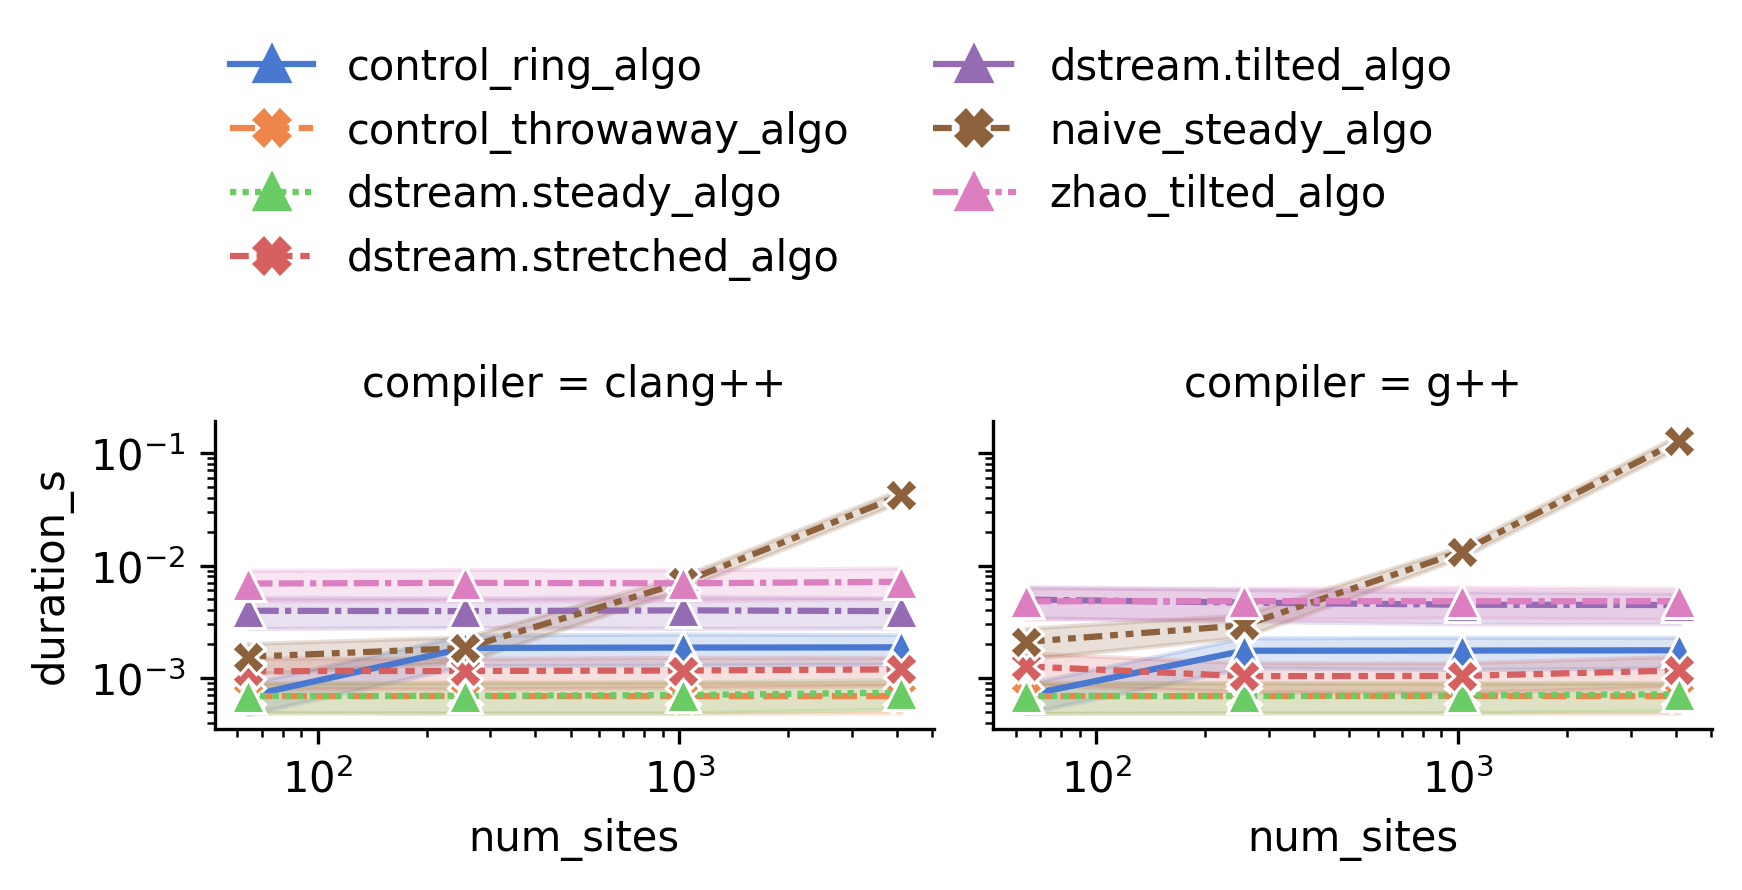 control_ring_algo
control_throwaway_algo
dstream.steady_algo
dstream.stretched_algo
dstream.tilted_algo
naive_steady_algo
zhao_tilted_algo
compiler = clang++
compiler = g++
duration_s
10⁻¹
10⁻²
10⁻³
10²
10³
10²
10³
num_sites
num_sites